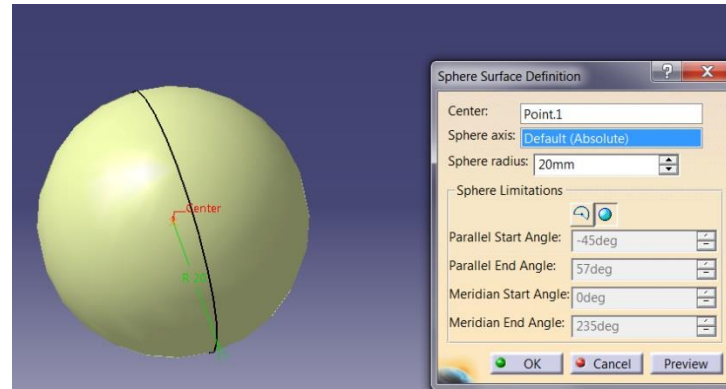 Center
R 20
Sphere Surface Definition
?
X
Center: Point.1
Sphere axis: Default (Absolute)
Sphere radius: 20mm
Sphere Limitations
Parallel Start Angle: -45deg
Parallel End Angle: 57deg
Meridian Start Angle: 0deg
Meridian End Angle: 235deg
OK Cancel Preview